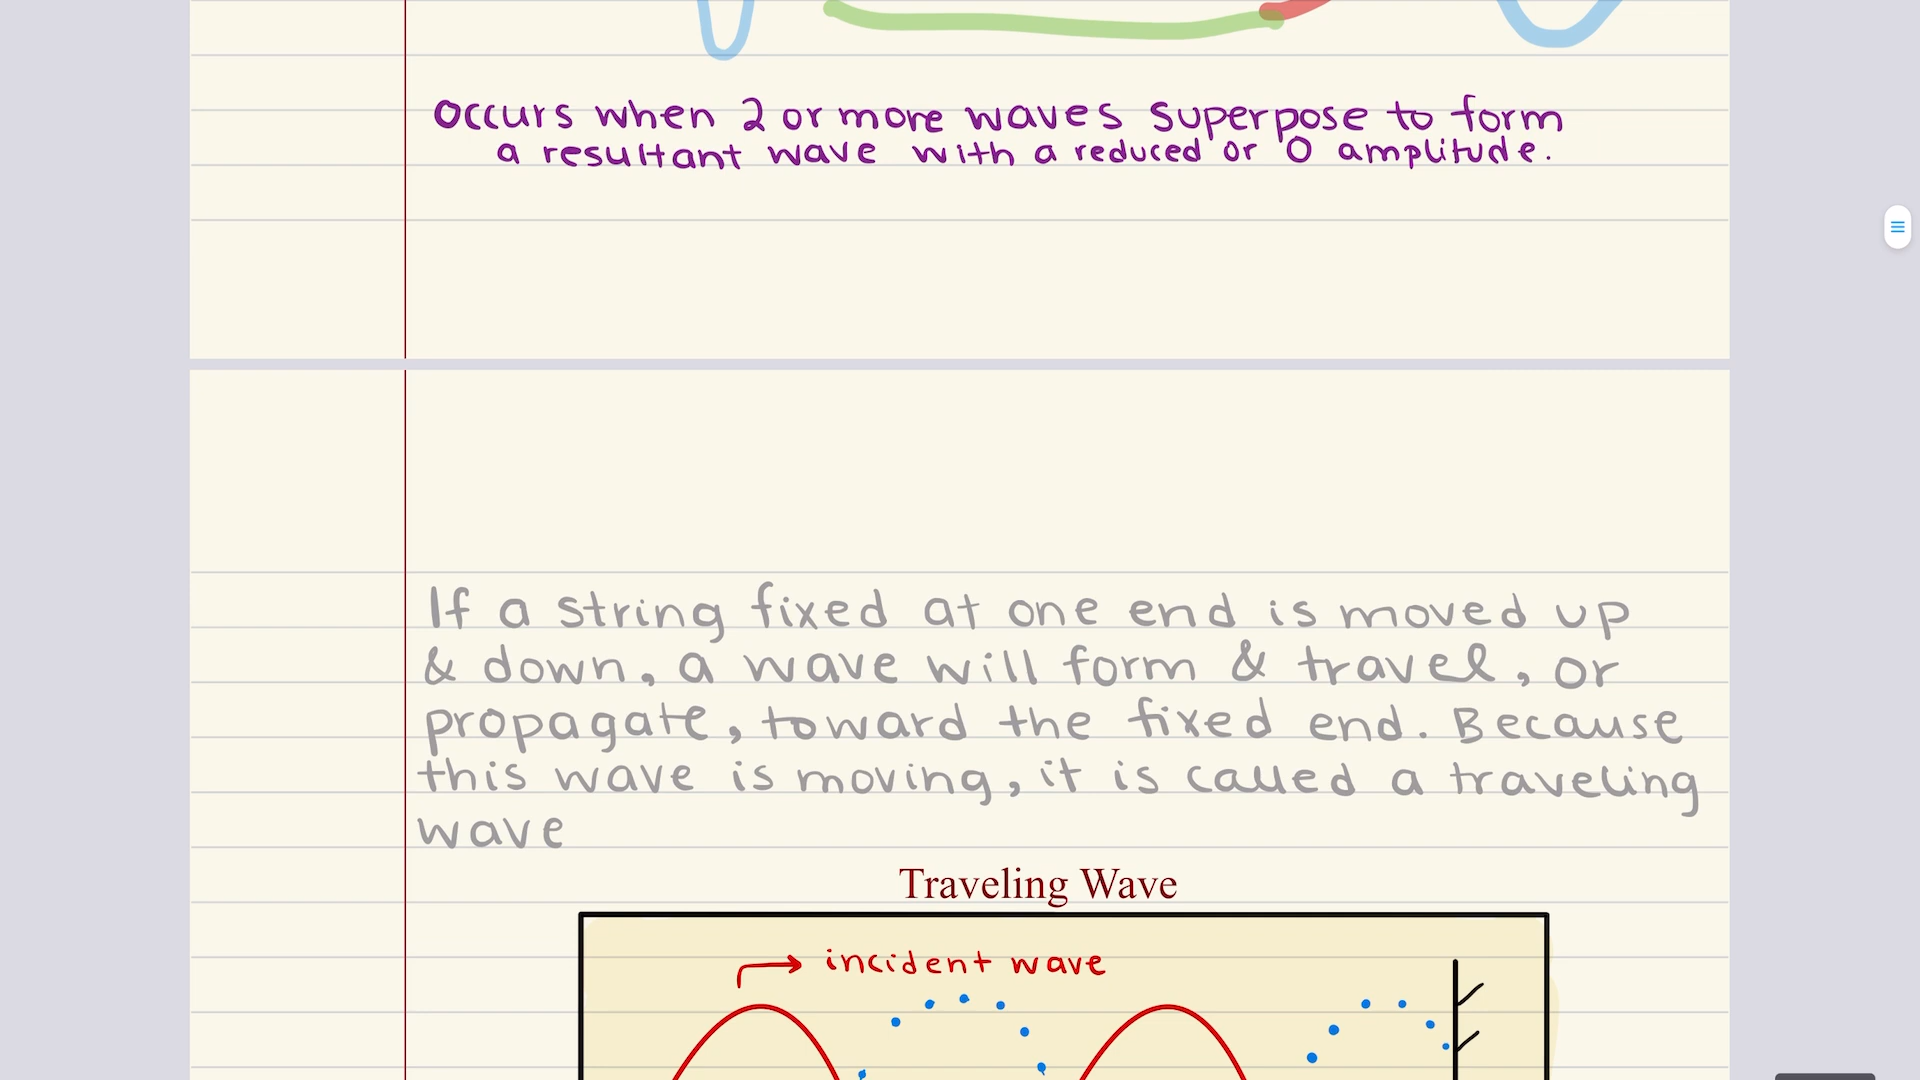 Occurs when 2 or more waves superpose to form
a resultant wave with a reduced or 0 amplitude.
If a string fixed at one end is moved up
& down, a wave will form & travel, or
propagate, toward the fixed end. Because
this wave is moving, it is called a traveling
wave
Traveling Wave
incident wave